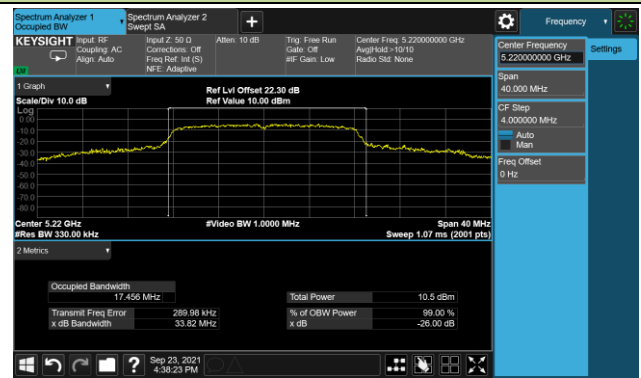 Spectrum Analyzer 1
Occupied BW
Spectrum Analyzer 2
Swept SA
Frequency
KEYSIGHT
Input: RF
Coupling: AC
Align: Auto
Input Z: 50 Ω
Corrections: Off
Freq Ref: Int (S)
NFE: Adaptive
Atten: 10 dB
Trig: Free Run
Gate: Off
#IF Gain: Low
Center Freq: 5.220000000 GHz
Avg|Hold:>10/10
Radio Std: None
Center Frequency
5.220000000 GHz
Settings
Span
40.000 MHz
CF Step
4.000000 MHz
Auto
Man
Freq Offset
0 Hz
1 Graph
Scale/Div 10.0 dB
Ref Lvl Offset 22.30 dB
Ref Value 10.00 dBm
Log
0.00
-10.0
-20.0
-30.0
-40.0
-50.0
-60.0
-70.0
-80.0
Center 5.22 GHz
#Res BW 330.00 kHz
#Video BW 1.0000 MHz
Span 40 MHz
Sweep 1.07 ms (2001 pts)
2 Metrics
Occupied Bandwidth
17.456 MHz
Total Power 10.5 dBm
Transmit Freq Error 289.98 kHz
% of OBW Power 99.00 %
x dB Bandwidth 33.82 MHz
x dB -26.00 dB
?
Sep 23, 2021
4:38:23 PM